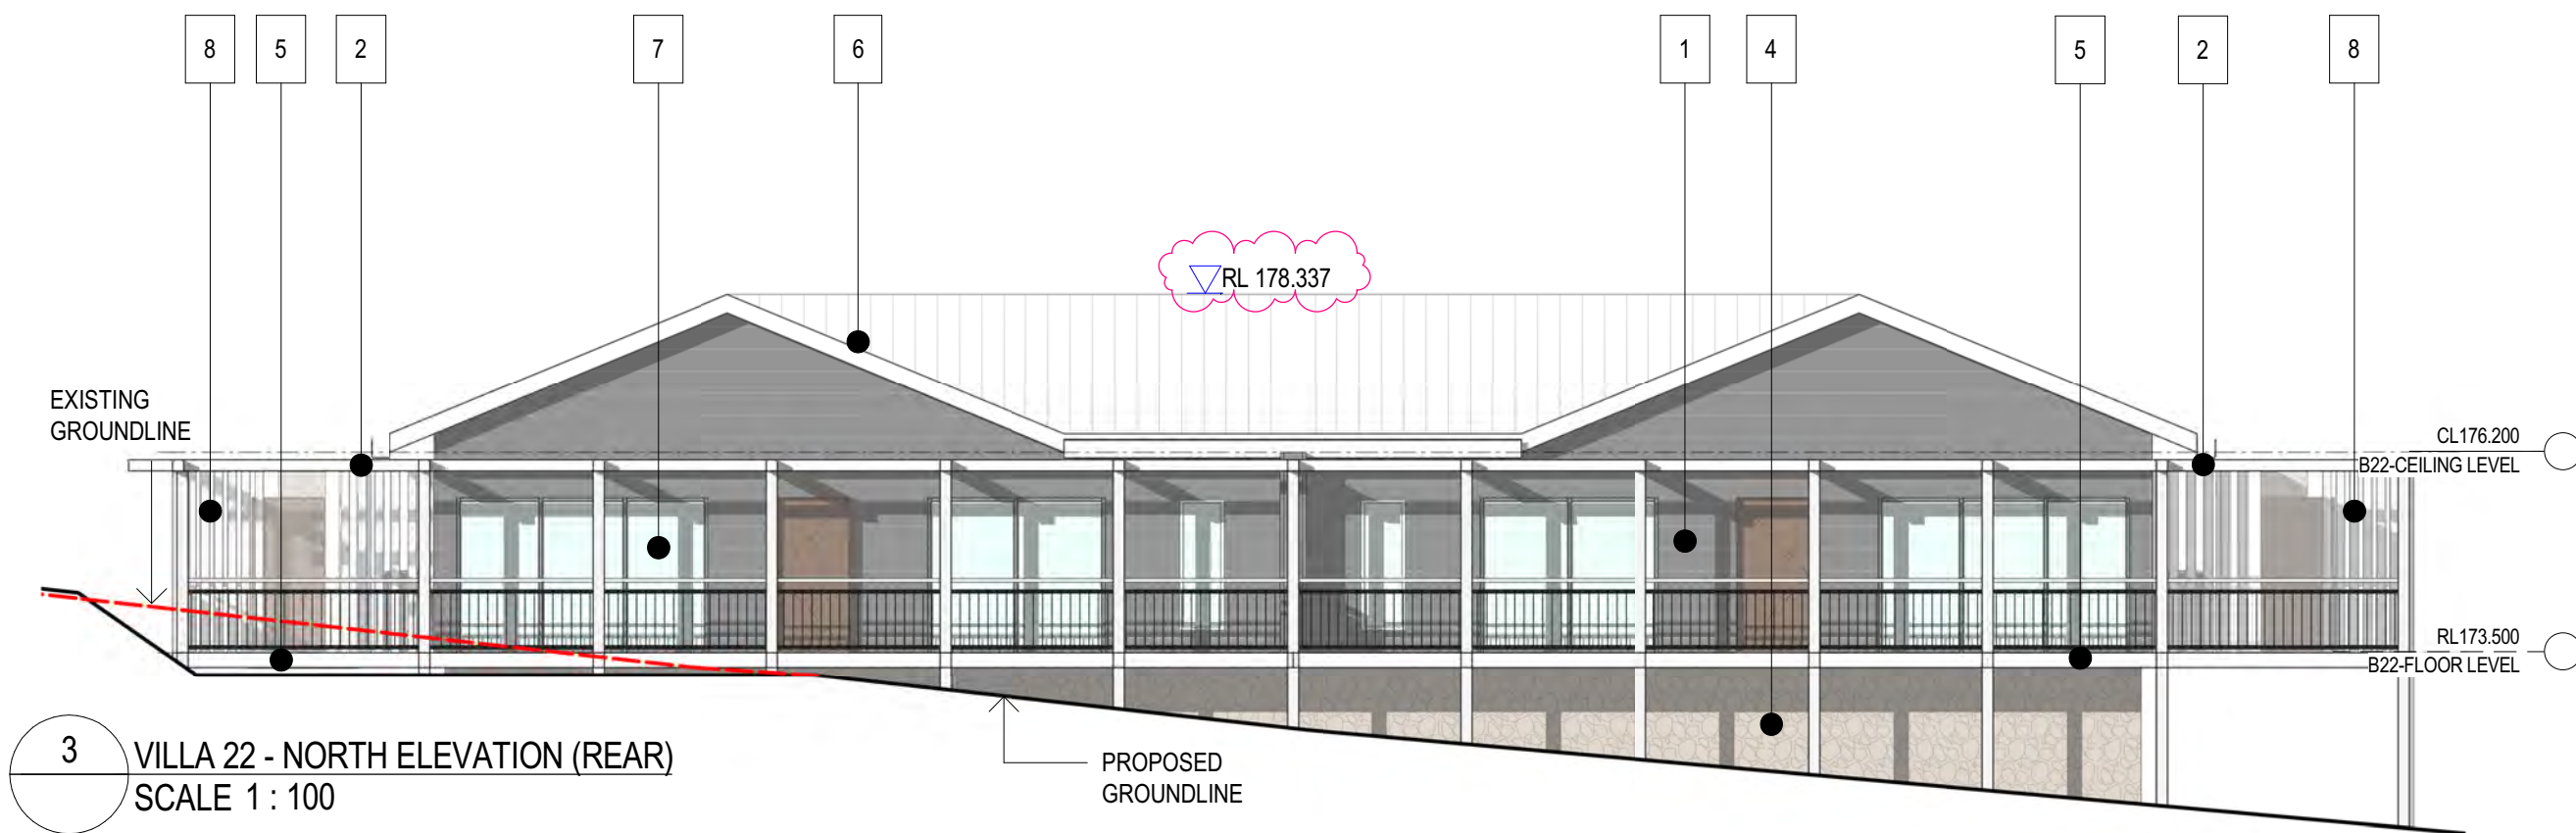 8
5
2
7
6
1
4
5
2
8
RL 178.337
EXISTING
GROUNDLINE
CL176.200
B22-CEILING LEVEL
RL173.500
B22-FLOOR LEVEL
3
VILLA 22 - NORTH ELEVATION (REAR)
SCALE 1 : 100
PROPOSED
GROUNDLINE